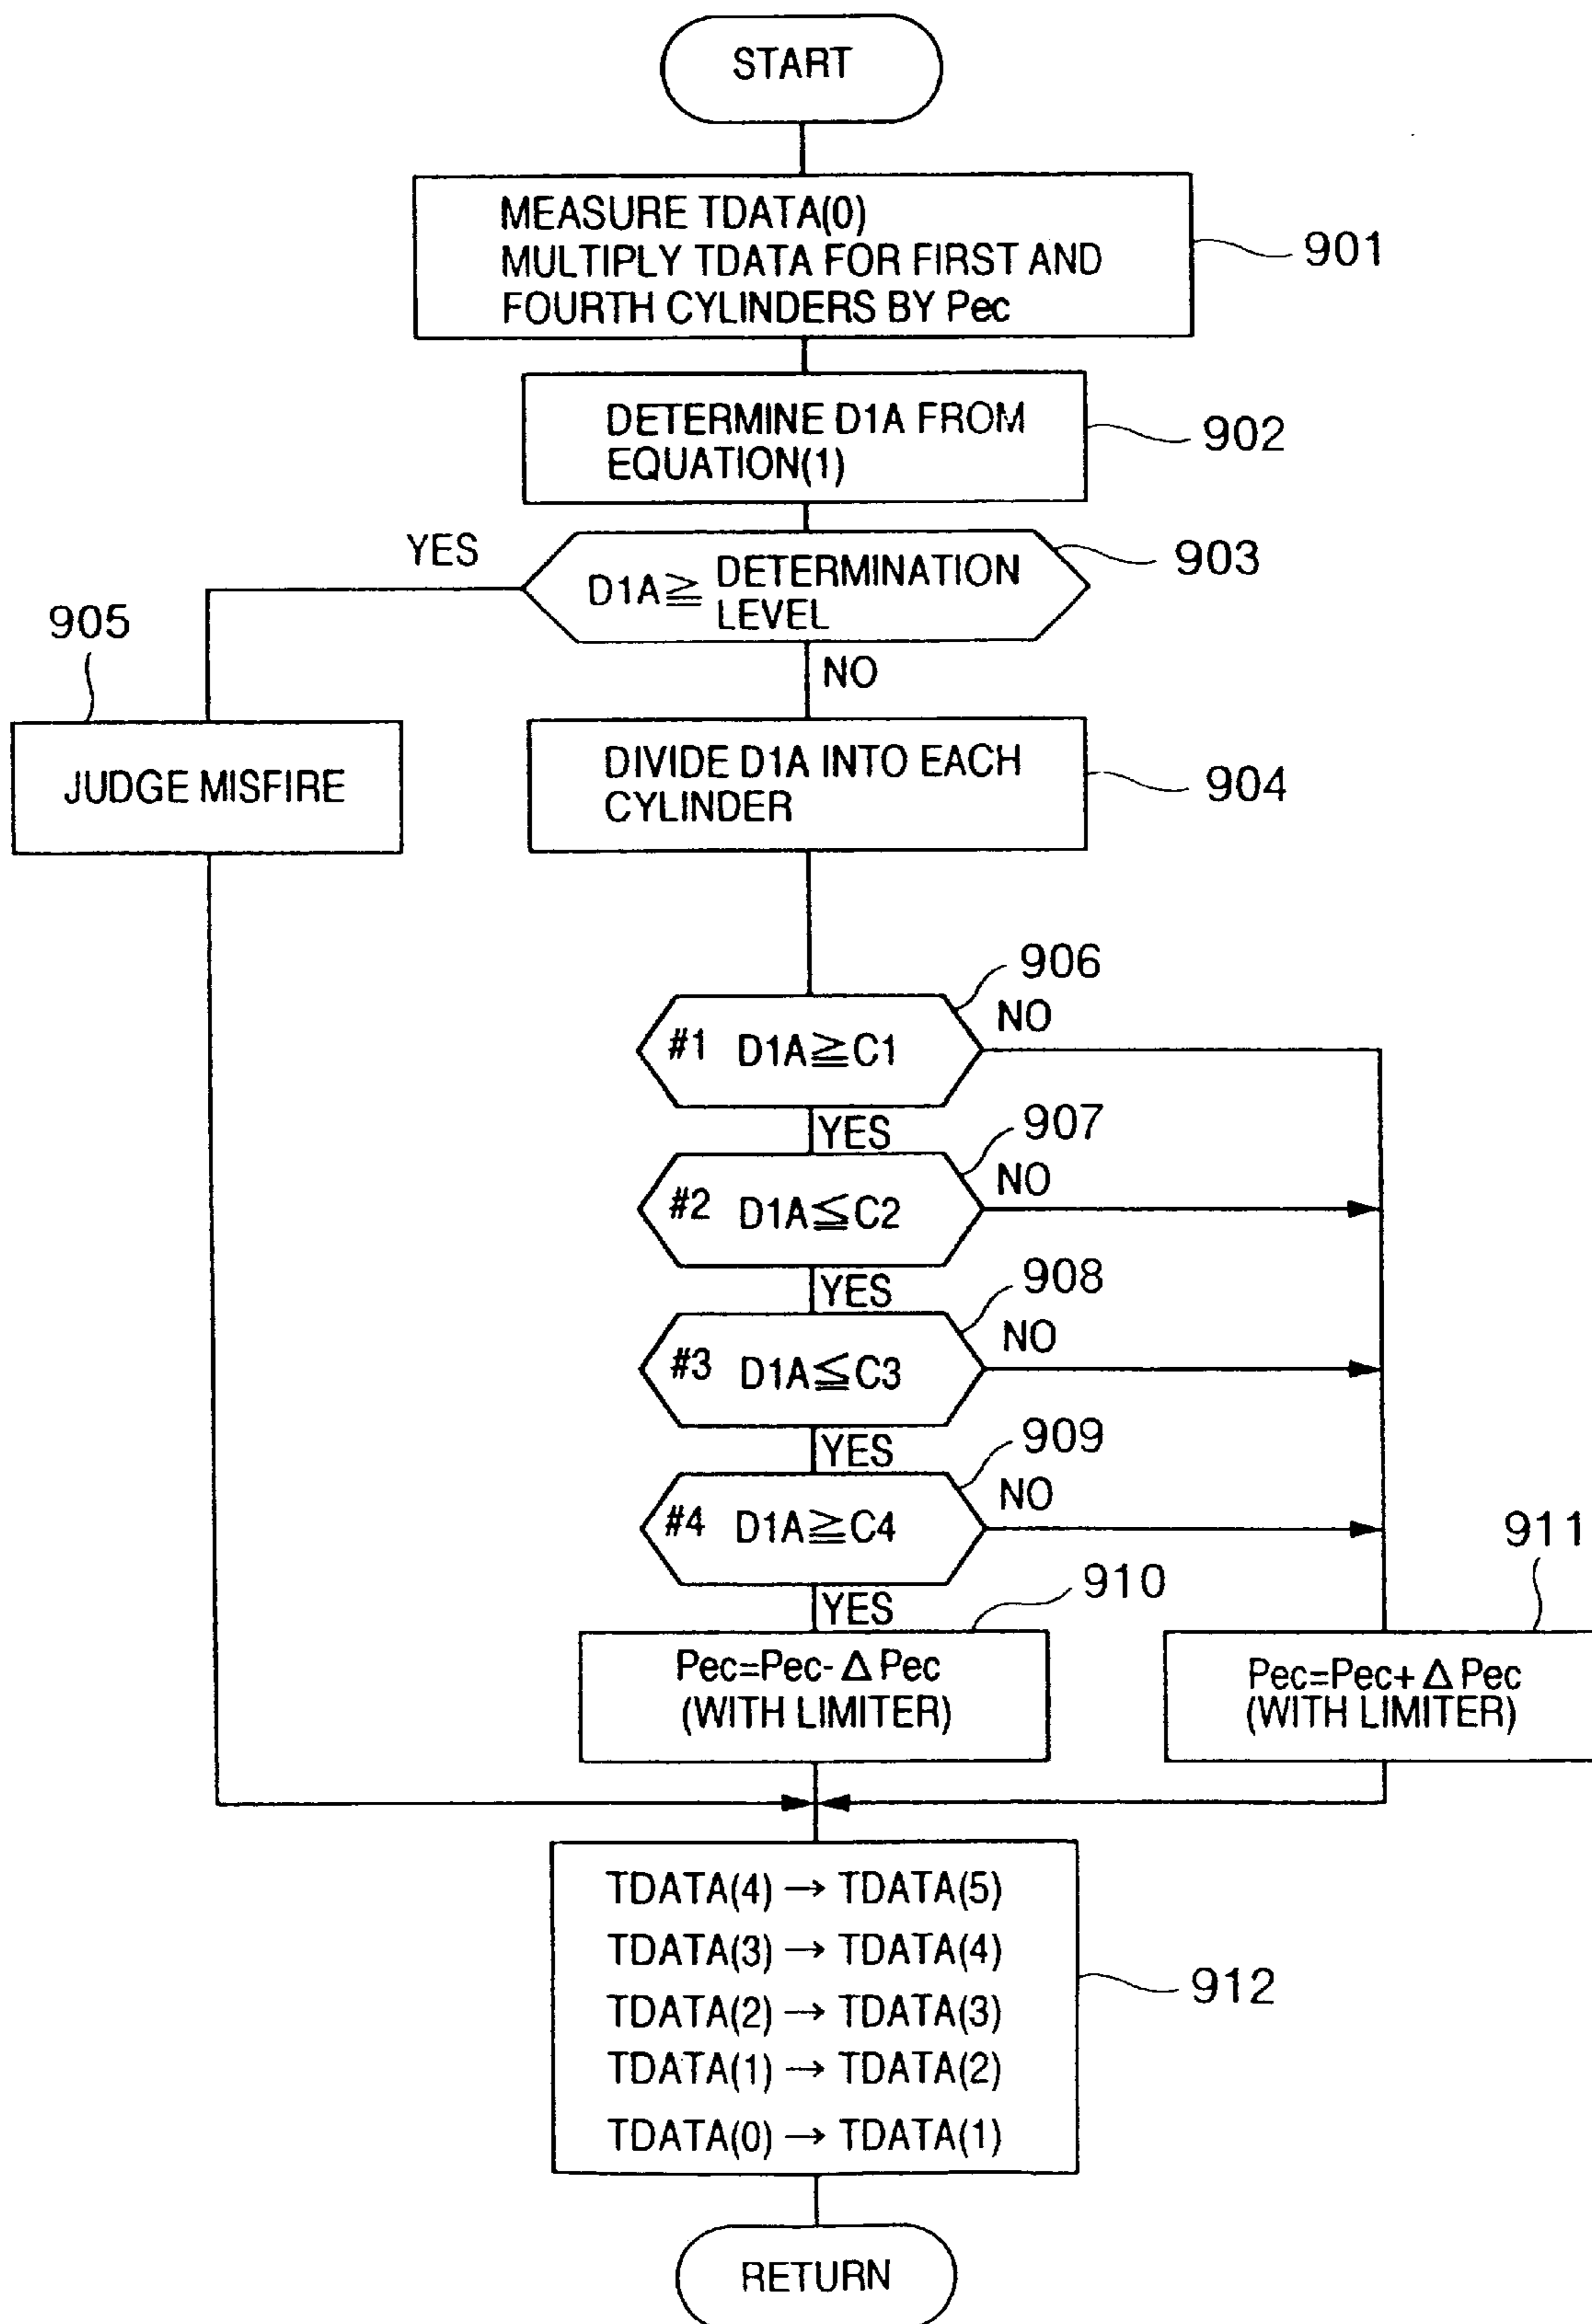 START
MEASURE TDATA(0)
MULTIPLY TDATA FOR FIRST AND
FOURTH CYLINDERS BY Pec
901
DETERMINE D1A FROM
EQUATION(1)
902
YES
D1A≧ DETERMINATION
LEVEL
903
905
NO
JUDGE MISFIRE
DIVIDE D1A INTO EACH
CYLINDER
904
906
#1 D1A≧C1
NO
YES
907
#2 D1A≦C2
NO
YES
908
#3 D1A≦C3
NO
YES
909
#4 D1A≧C4
NO
YES
910
911
Pec=Pec-Δ Pec
(WITH LIMITER)
Pec=Pec+Δ Pec
(WITH LIMITER)
TDATA(4) → TDATA(5)
TDATA(3) → TDATA(4)
TDATA(2) → TDATA(3)
TDATA(1) → TDATA(2)
TDATA(0) → TDATA(1)
912
RETURN